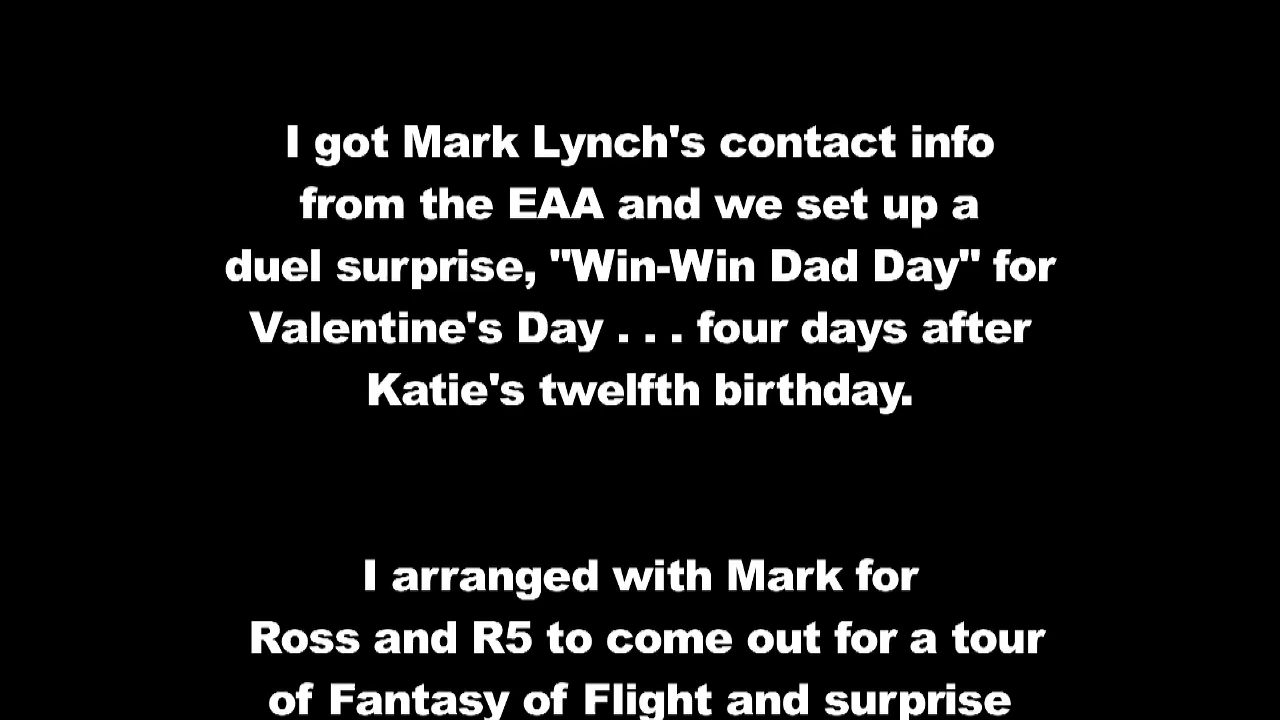 I got Mark Lynch's contact info
from the EAA and we set up a
duel surprise, "Win-Win Dad Day" for
Valentine's Day . . . four days after
Katie's twelfth birthday.
I arranged with Mark for
Ross and R5 to come out for a tour
of Fantasy of Flight and surprise